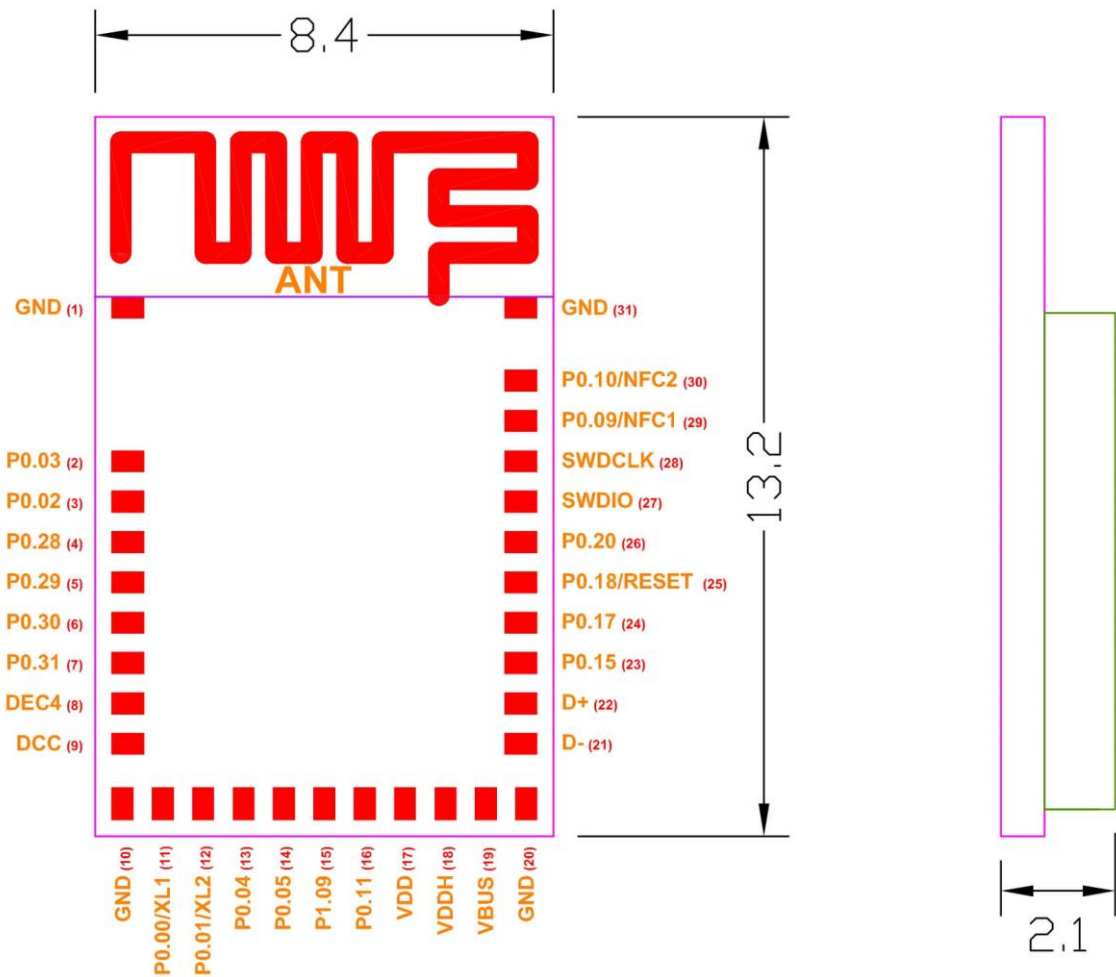 8.4
ANT
GND (1)
GND (31)
P0.10/NFC2 (30)
P0.09/NFC1 (29)
P0.03 (2)
SWDCLK (28)
P0.02 (3)
SWDIO (27)
P0.28 (4)
P0.20 (26)
P0.29 (5)
P0.18/RESET (25)
P0.30 (6)
P0.17 (24)
P0.31 (7)
P0.15 (23)
DEC4 (8)
D+ (22)
DCC (9)
D- (21)
13.2
GND (10)
P0.00/XL1 (11)
P0.01/XL2 (12)
P0.04 (13)
P0.05 (14)
P1.09 (15)
P0.11 (16)
VDD (17)
VDDH (18)
VBUS (19)
GND (20)
2.1